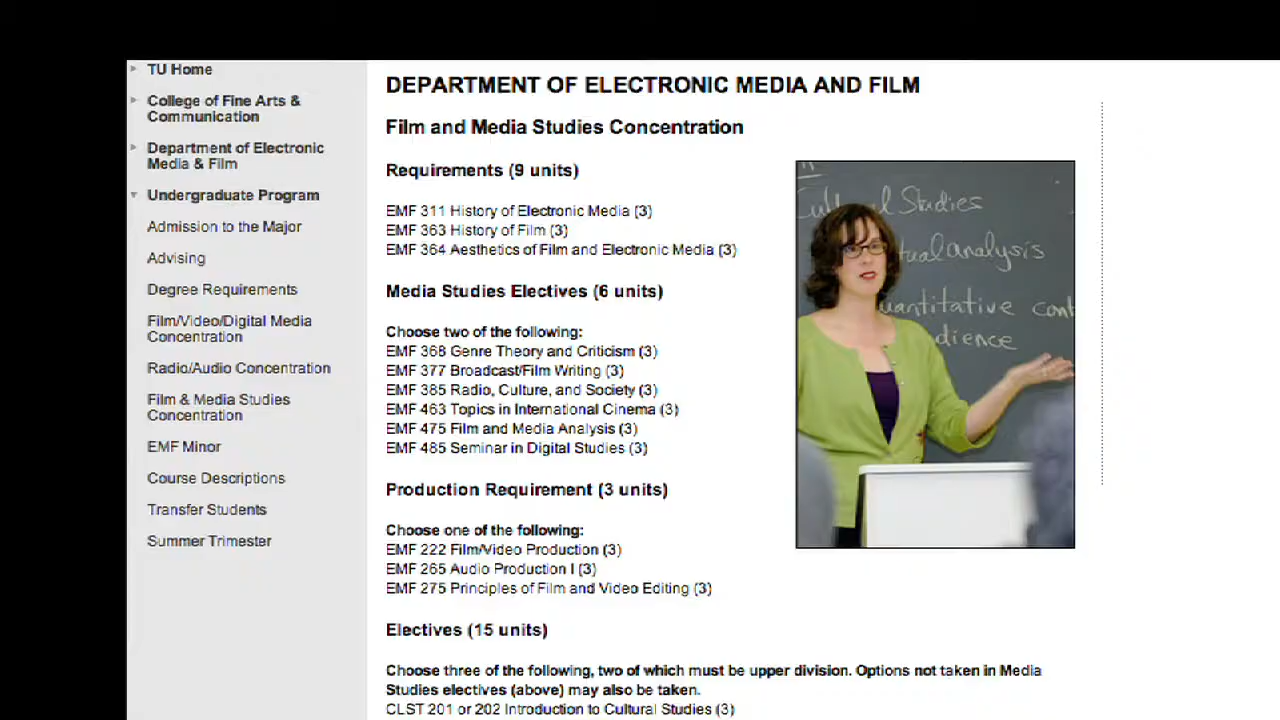 TU Home
College of Fine Arts &
Communication
Department of Electronic
Media & Film
Undergraduate Program
Admission to the Major
Advising
Degree Requirements
Film/Video/Digital Media
Concentration
Radio/Audio Concentration
Film & Media Studies
Concentration
EMF Minor
Course Descriptions
Transfer Students
Summer Trimester
DEPARTMENT OF ELECTRONIC MEDIA AND FILM
Film and Media Studies Concentration
Requirements (9 units)
EMF 311 History of Electronic Media (3)
EMF 363 History of Film (3)
EMF 364 Aesthetics of Film and Electronic Media (3)
Media Studies Electives (6 units)
Choose two of the following:
EMF 368 Genre Theory and Criticism (3)
EMF 377 Broadcast/Film Writing (3)
EMF 385 Radio, Culture, and Society (3)
EMF 463 Topics in International Cinema (3)
EMF 475 Film and Media Analysis (3)
EMF 485 Seminar in Digital Studies (3)
Production Requirement (3 units)
Choose one of the following:
EMF 222 Film/Video Production (3)
EMF 265 Audio Production I (3)
EMF 275 Principles of Film and Video Editing (3)
Electives (15 units)
Choose three of the following, two of which must be upper division. Options not taken in Media
Studies electives (above) may also be taken.
CLST 201 or 202 Introduction to Cultural Studies (3)
Studies
analysis